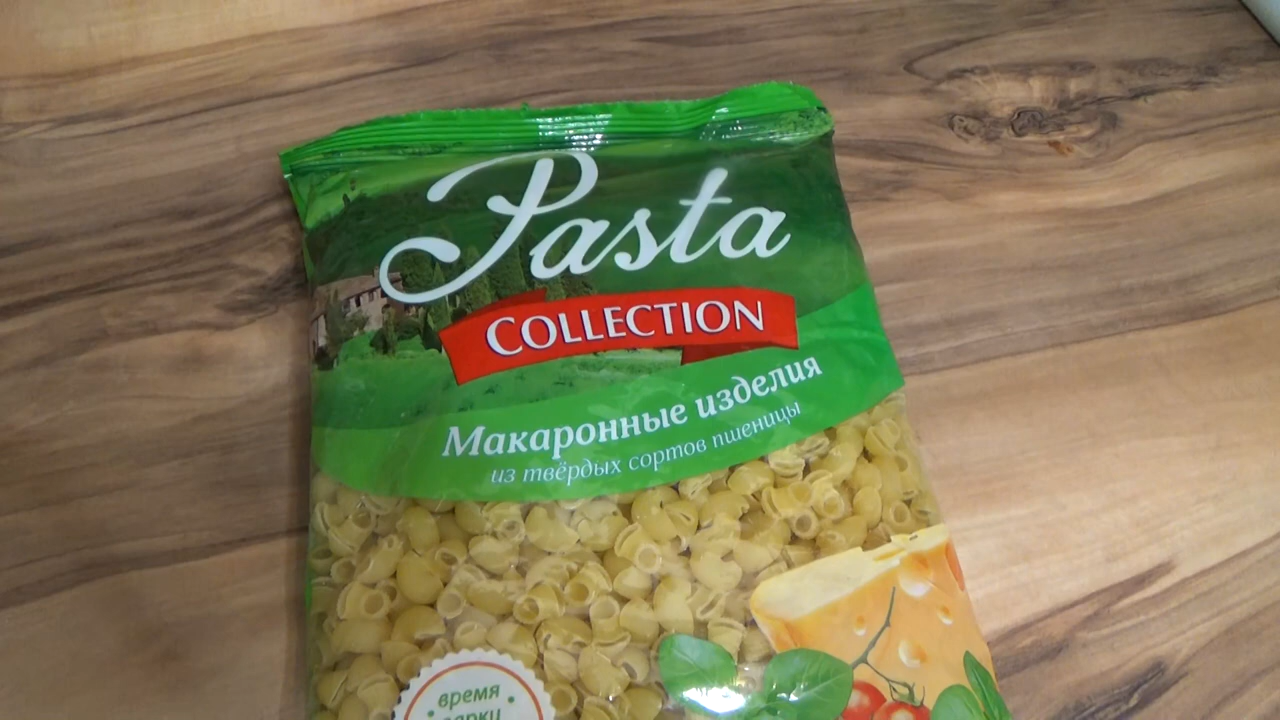 Pasta
COLLECTION
Макаронные изделия
из твёрдых сортов пшеницы
время